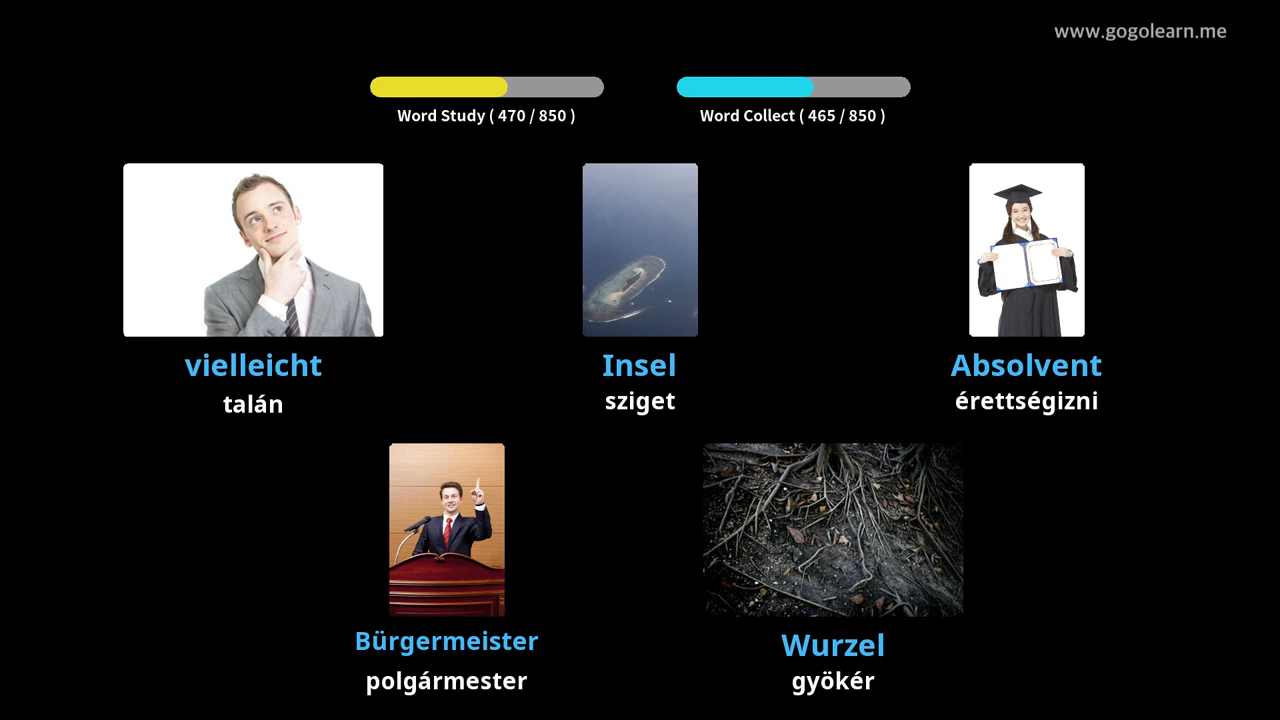 www.gogolearn.me
Word Study ( 470 / 850 )
Word Collect ( 465 / 850 )
vielleicht
talán
Insel
sziget
Absolvent
érettségizni
Bürgermeister
polgármester
Wurzel
gyökér